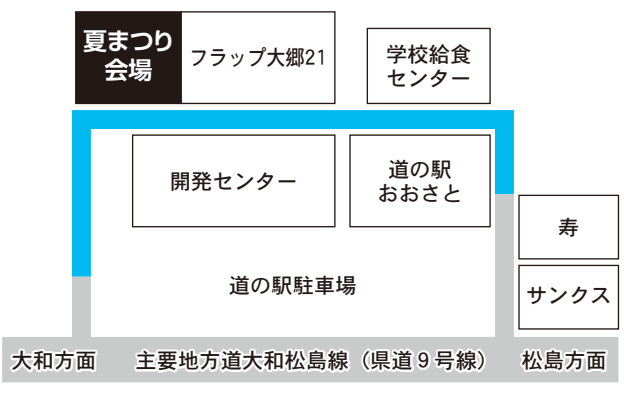 夏まつり
会場
フラップ大郷21
学校給食
センター
開発センター
道の駅
おおさと
寿
道の駅駐車場
サンクス
大和方面
主要地方道大和松島線（県道９号線）
松島方面